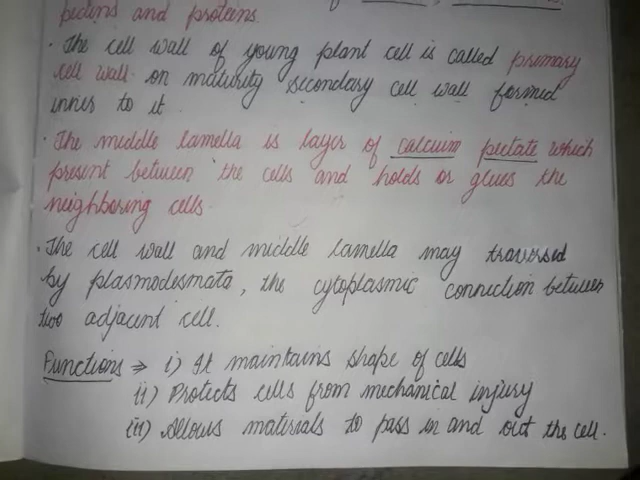 pectins and proteins.
· The cell wall of young plant cell is called primary
cell wall on maturity secondary cell wall formed
inner to it.
· The middle lamella is layer of calcium pectate which
present between the cells and holds or glues the
neighboring cells.
· The cell wall and middle lamella may traversed
by plasmodesmata, the cytoplasmic connection between
two adjacent cell.
Functions ⇒ i) It maintains shape of cells
ii) Protects cells from mechanical injury
iii) Allows materials to pass in and out the cell.